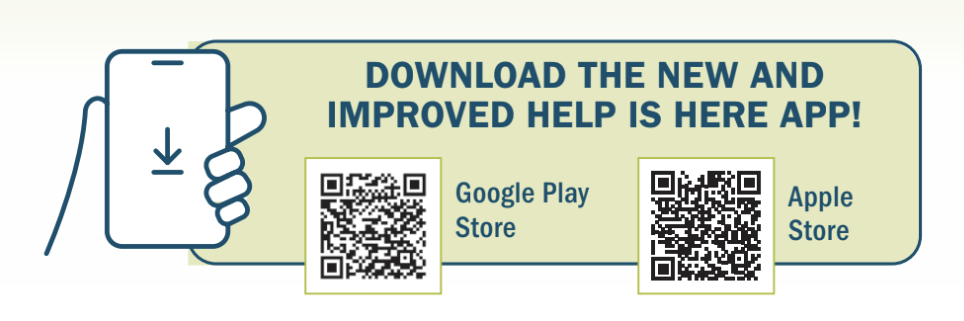 DOWNLOAD THE NEW AND
IMPROVED HELP IS HERE APP!
Google Play
Store
Apple
Store